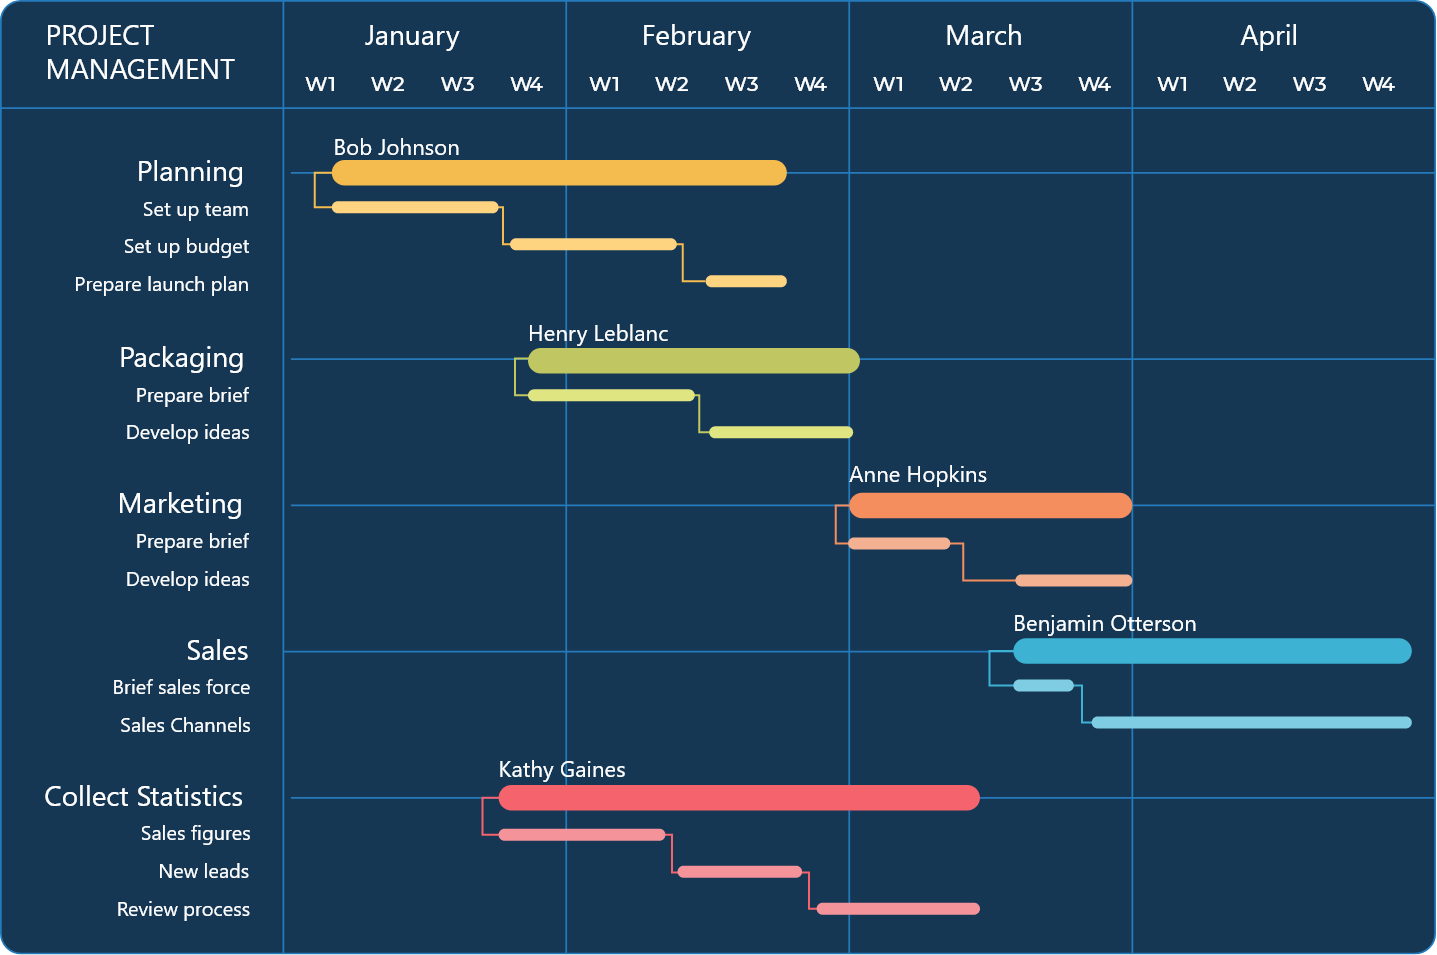 PROJECT
MANAGEMENT
January February March April
W1 W2 W3 W4 W1 W2 W3 W4 W1 W2 W3 W4 W1 W2 W3 W4
Bob Johnson
Planning
Set up team
Set up budget
Prepare launch plan
Henry Leblanc
Packaging
Prepare brief
Develop ideas
Anne Hopkins
Marketing
Prepare brief
Develop ideas
Benjamin Otterson
Sales
Brief sales force
Sales Channels
Kathy Gaines
Collect Statistics
Sales figures
New leads
Review process